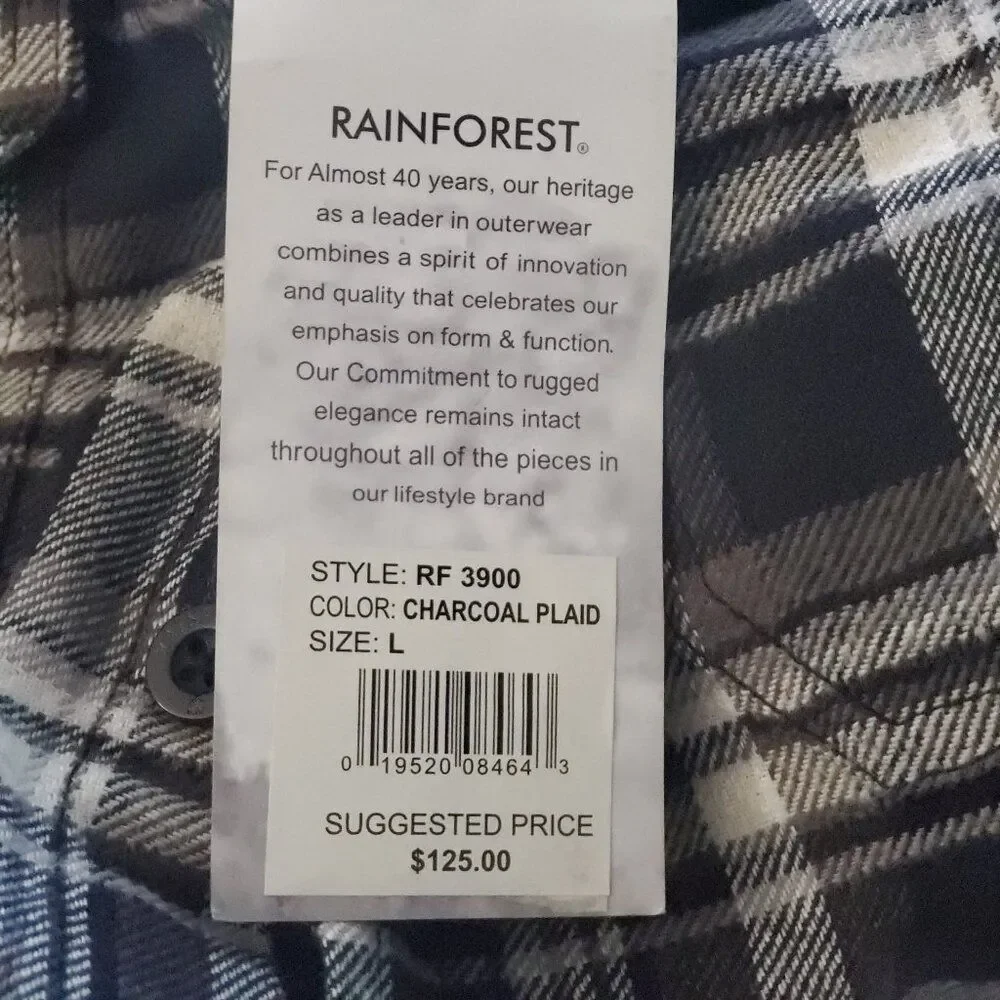 RAINFOREST®
For Almost 40 years, our heritage
as a leader in outerwear
combines a spirit of innovation
and quality that celebrates our
emphasis on form & function.
Our Commitment to rugged
elegance remains intact
throughout all of the pieces in
our lifestyle brand
STYLE: RF 3900
COLOR: CHARCOAL PLAID
SIZE: L
0 19520 08464 3
SUGGESTED PRICE
$125.00